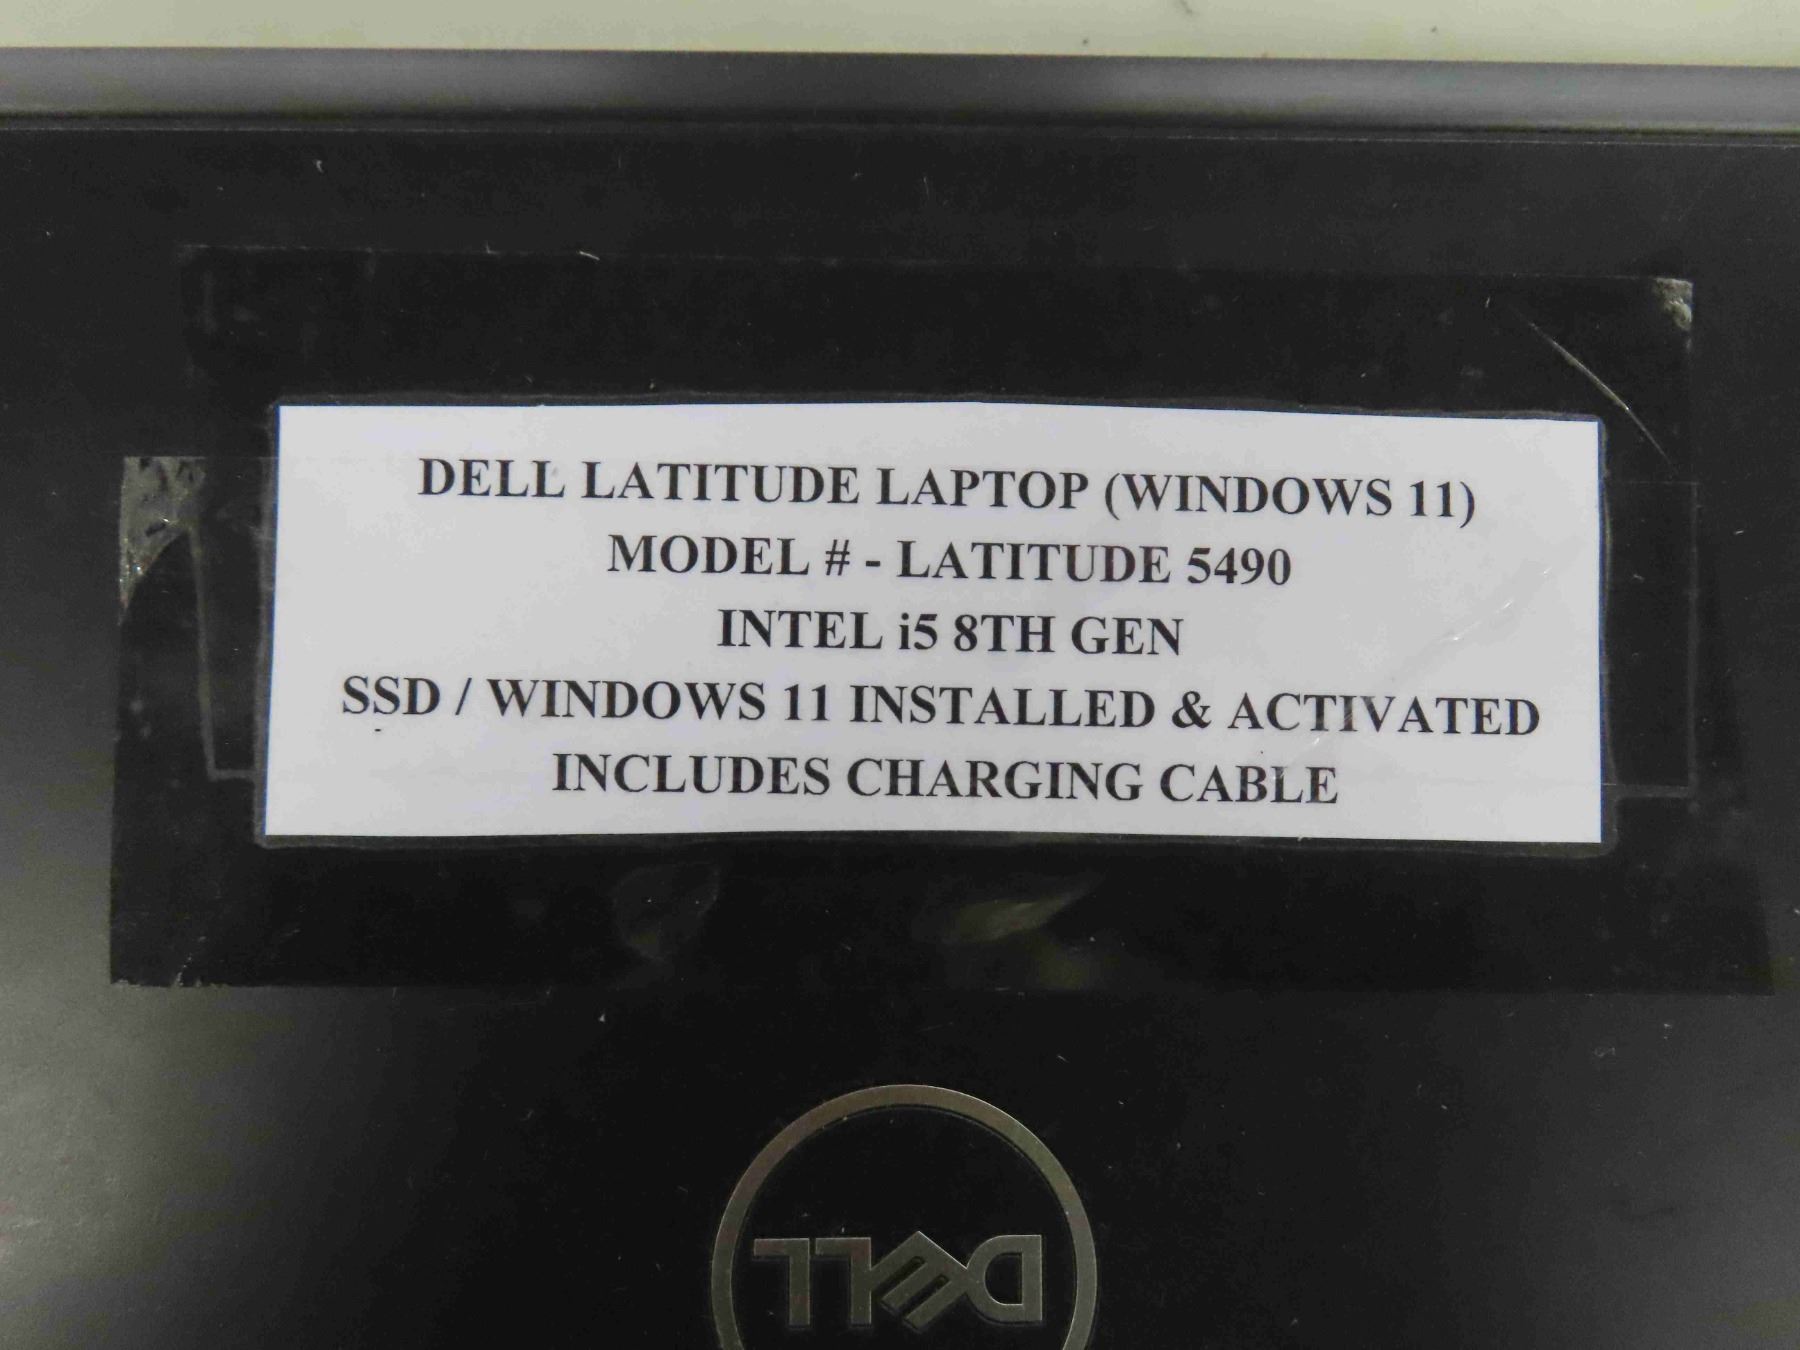 DELL LATITUDE LAPTOP (WINDOWS 11)
MODEL # - LATITUDE 5490
INTEL i5 8TH GEN
SSD / WINDOWS 11 INSTALLED & ACTIVATED
INCLUDES CHARGING CABLE
DELL